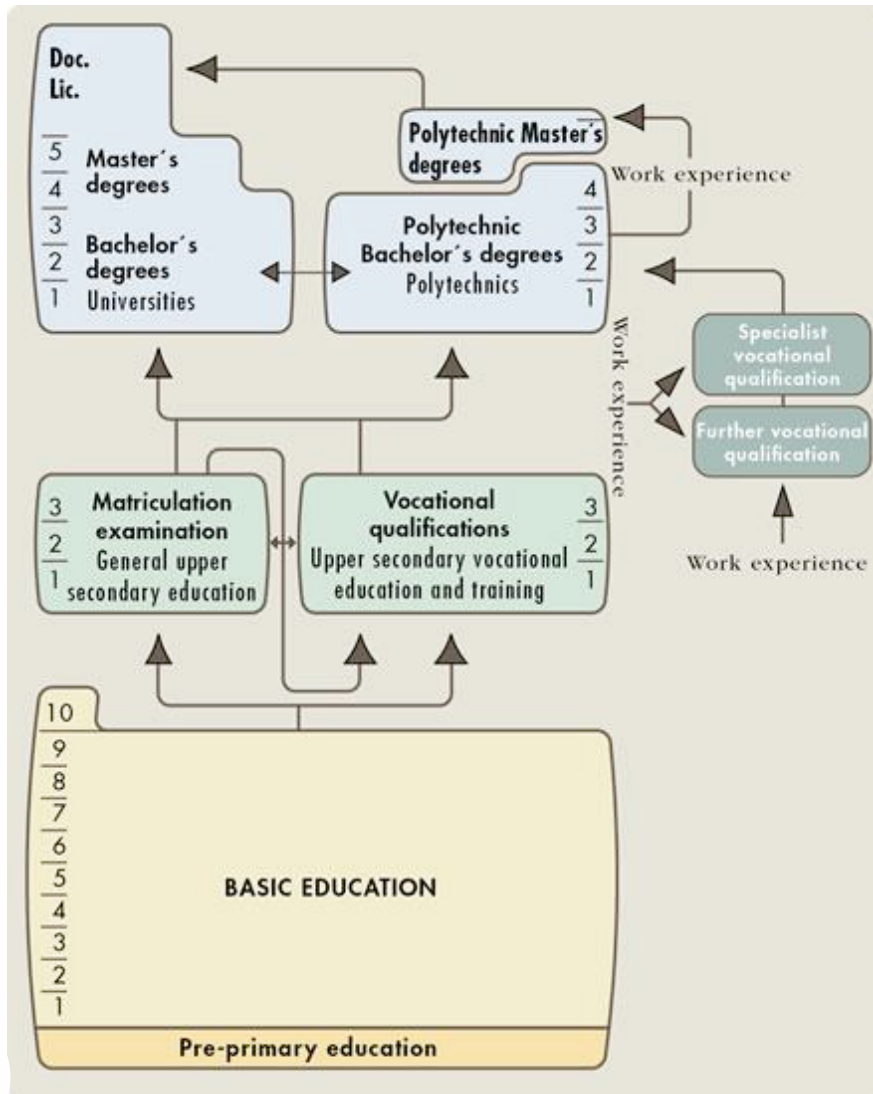 Doc.
Lic.
5
Master´s
degrees
4
3
Bachelor´s
degrees
2
1
Universities
Polytechnic Master´s
degrees
Work experience
4
Polytechnic
3
Bachelor´s degrees
2
Polytechnics
1
Work experience
Specialist
vocational
qualification
Further vocational
qualification
Work experience
3
Matriculation
examination
2
General upper
1
secondary education
Vocational
3
qualifications
2
Upper secondary vocational
1
education and training
10
9
8
7
6
5
BASIC EDUCATION
4
3
2
1
Pre-primary education